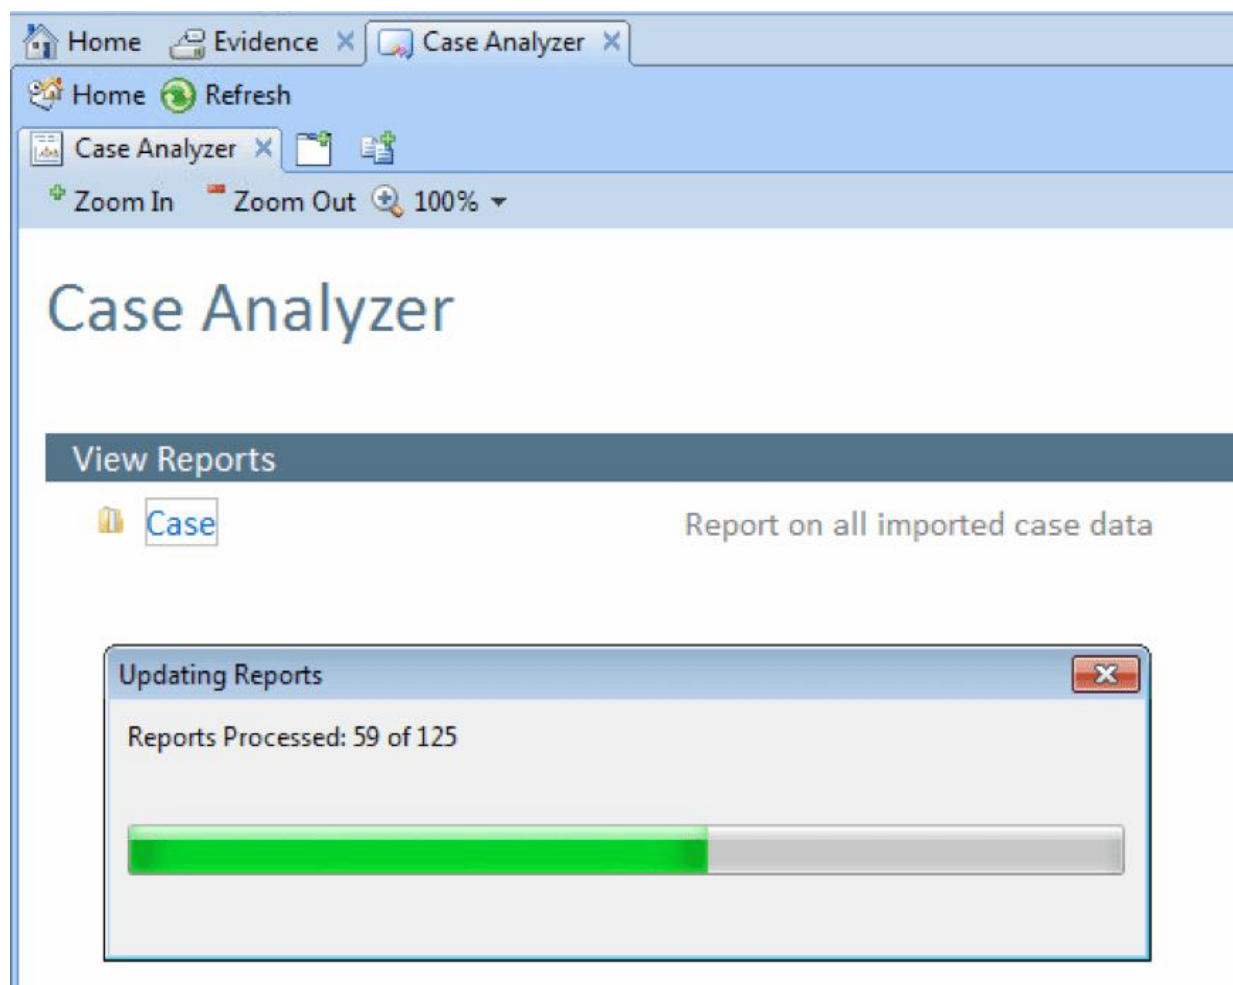 Home Evidence Case Analyzer
Home Refresh
Case Analyzer
Zoom In Zoom Out 100%
Case Analyzer
View Reports
Case Report on all imported case data
Updating Reports
Reports Processed: 59 of 125